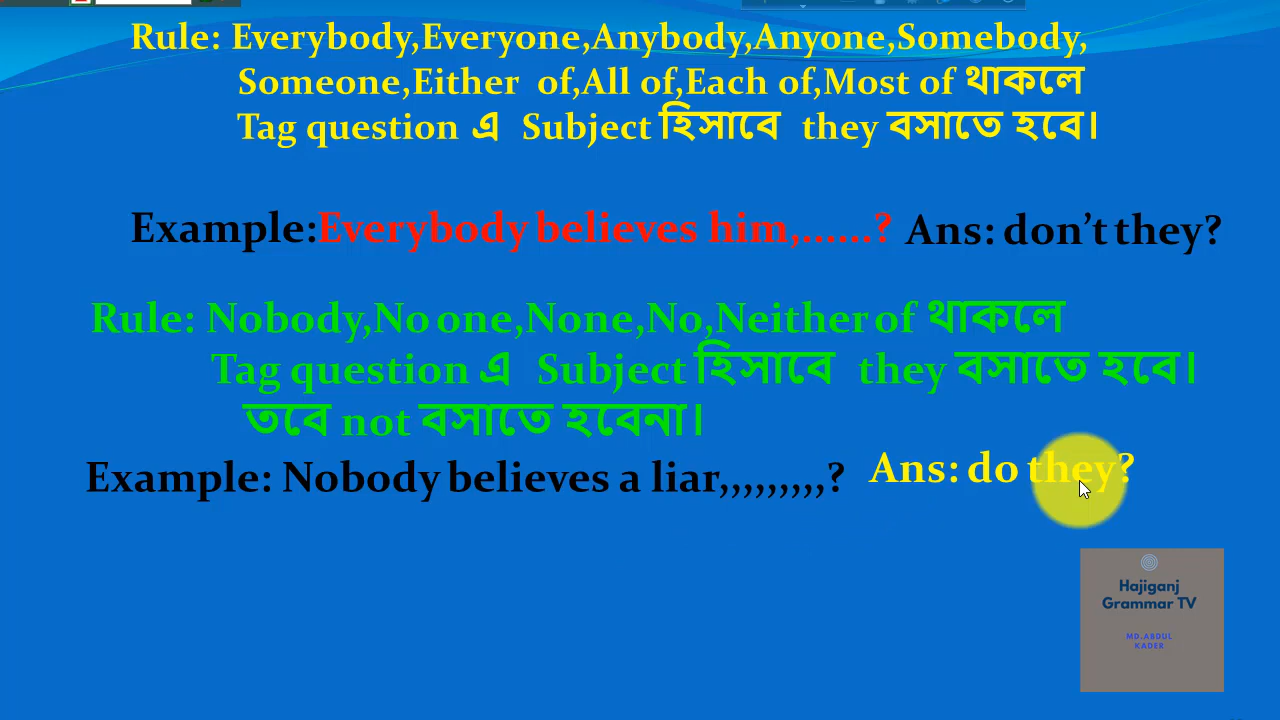 Rule: Everybody,Everyone,Anybody,Anyone,Somebody,
Someone,Either of,All of,Each of,Most of থাকলে
Tag question এ Subject হিসাবে they বসাতে হবে।
Example:Everybody believes him,......? Ans: don't they?
Rule: Nobody,No one,None,No,Neither of থাকলে
Tag question এ Subject হিসাবে they বসাতে হবে।
তবে not বসাতে হবেনা।
Example: Nobody believes a liar,,,,,,,,,,? Ans: do they?
Hajiganj
Grammar TV
MD.ABDUL
KADER